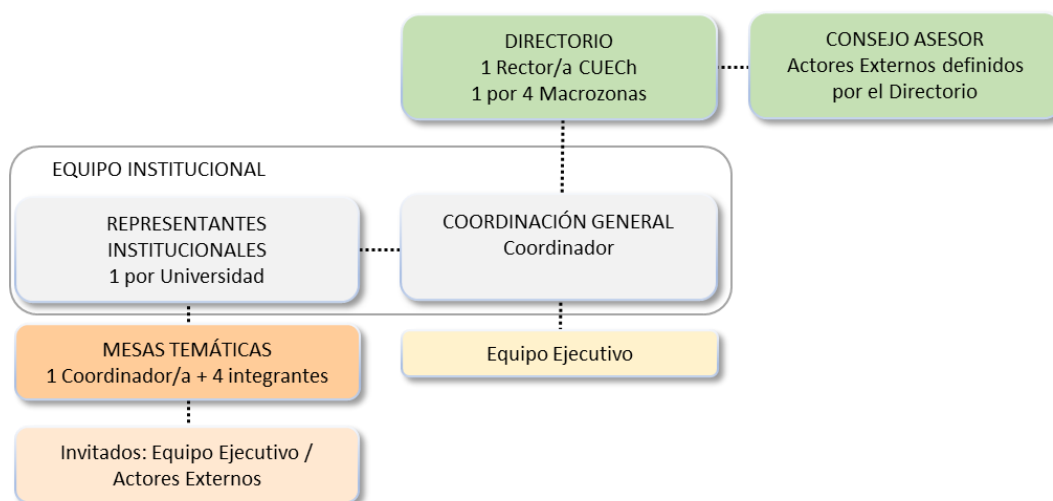 DIRECTORIO
1 Rector/a CUECh
1 por 4 Macrozonas
CONSEJO ASESOR
Actores Externos definidos
por el Directorio
EQUIPO INSTITUCIONAL
REPRESENTANTES
INSTITUCIONALES
1 por Universidad
COORDINACIÓN GENERAL
Coordinador
MESAS TEMÁTICAS
1 Coordinador/a + 4 integrantes
Equipo Ejecutivo
Invitados: Equipo Ejecutivo /
Actores Externos